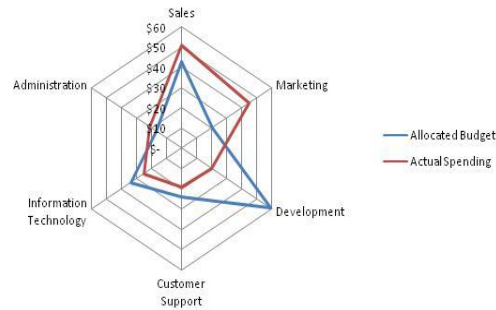 Sales
$60
$50
$40
$30
$20
$10
$-
Marketing
Development
Customer
Support
Information
Technology
Administration
Allocated Budget
Actual Spending